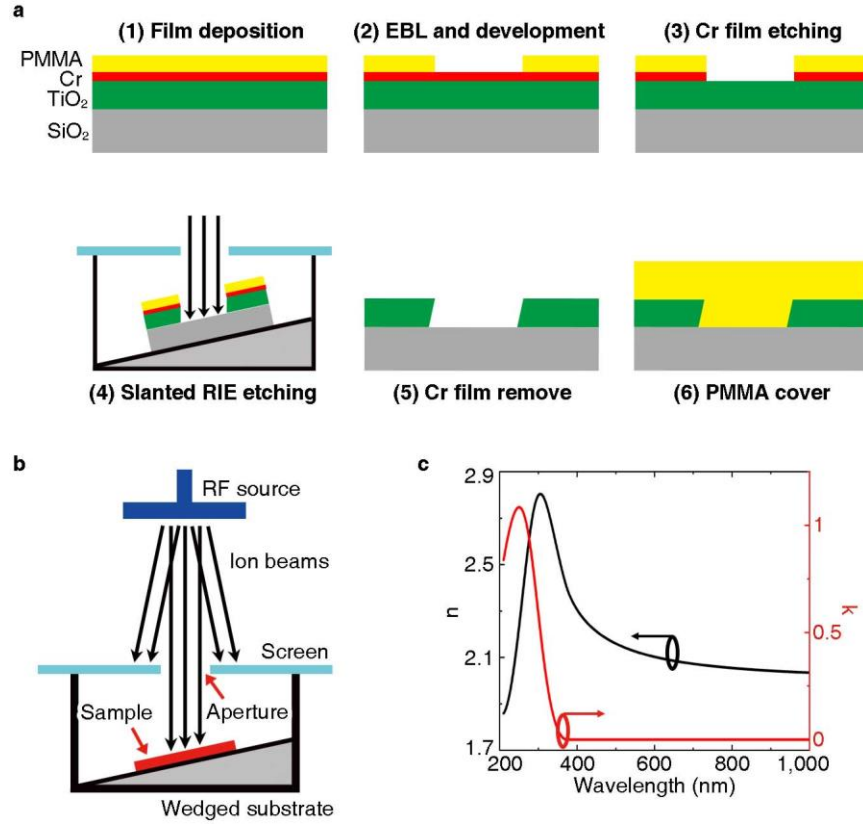 a
(1) Film deposition
(2) EBL and development
(3) Cr film etching
PMMA
Cr
TiO₂
SiO₂
(4) Slanted RIE etching
(5) Cr film remove
(6) PMMA cover
b
RF source
Ion beams
Screen
Sample
Aperture
Wedged substrate
c
2.9
2.5
2.1
1.7
n
1
0.5
0
k
200
400
600
800
1,000
Wavelength (nm)